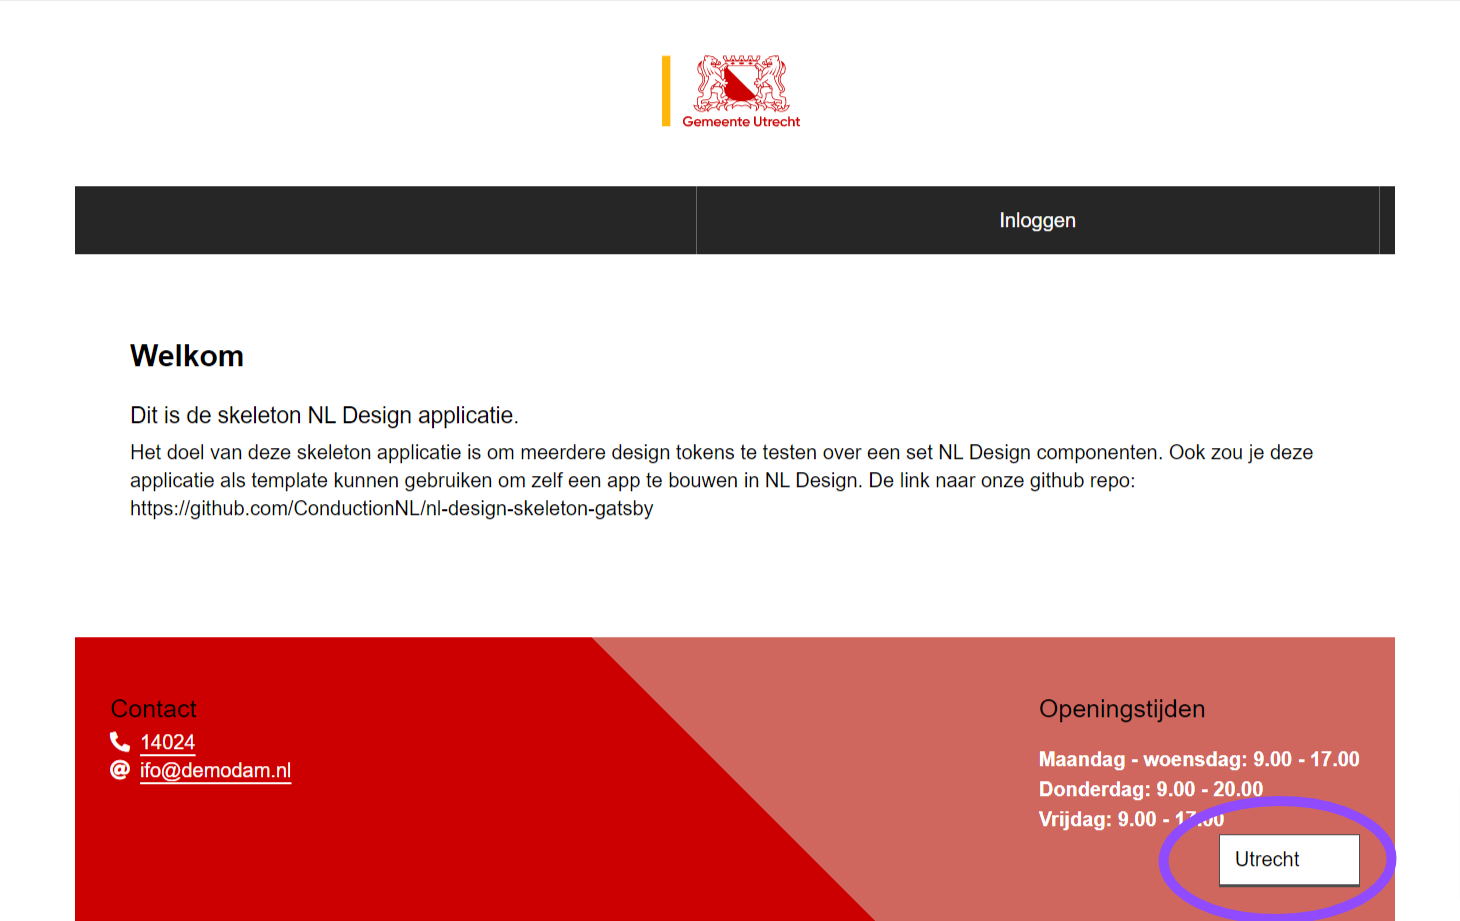 Gemeente Utrecht
Inloggen
Welkom
Dit is de skeleton NL Design applicatie.
Het doel van deze skeleton applicatie is om meerdere design tokens te testen over een set NL Design componenten. Ook zou je deze
applicatie als template kunnen gebruiken om zelf een app te bouwen in NL Design. De link naar onze github repo:
https://github.com/ConductionNL/nl-design-skeleton-gatsby
Contact
14024
ifo@demodam.nl
Openingstijden
Maandag - woensdag: 9.00 - 17.00
Donderdag: 9.00 - 20.00
Vrijdag: 9.00 - 17.00
Utrecht